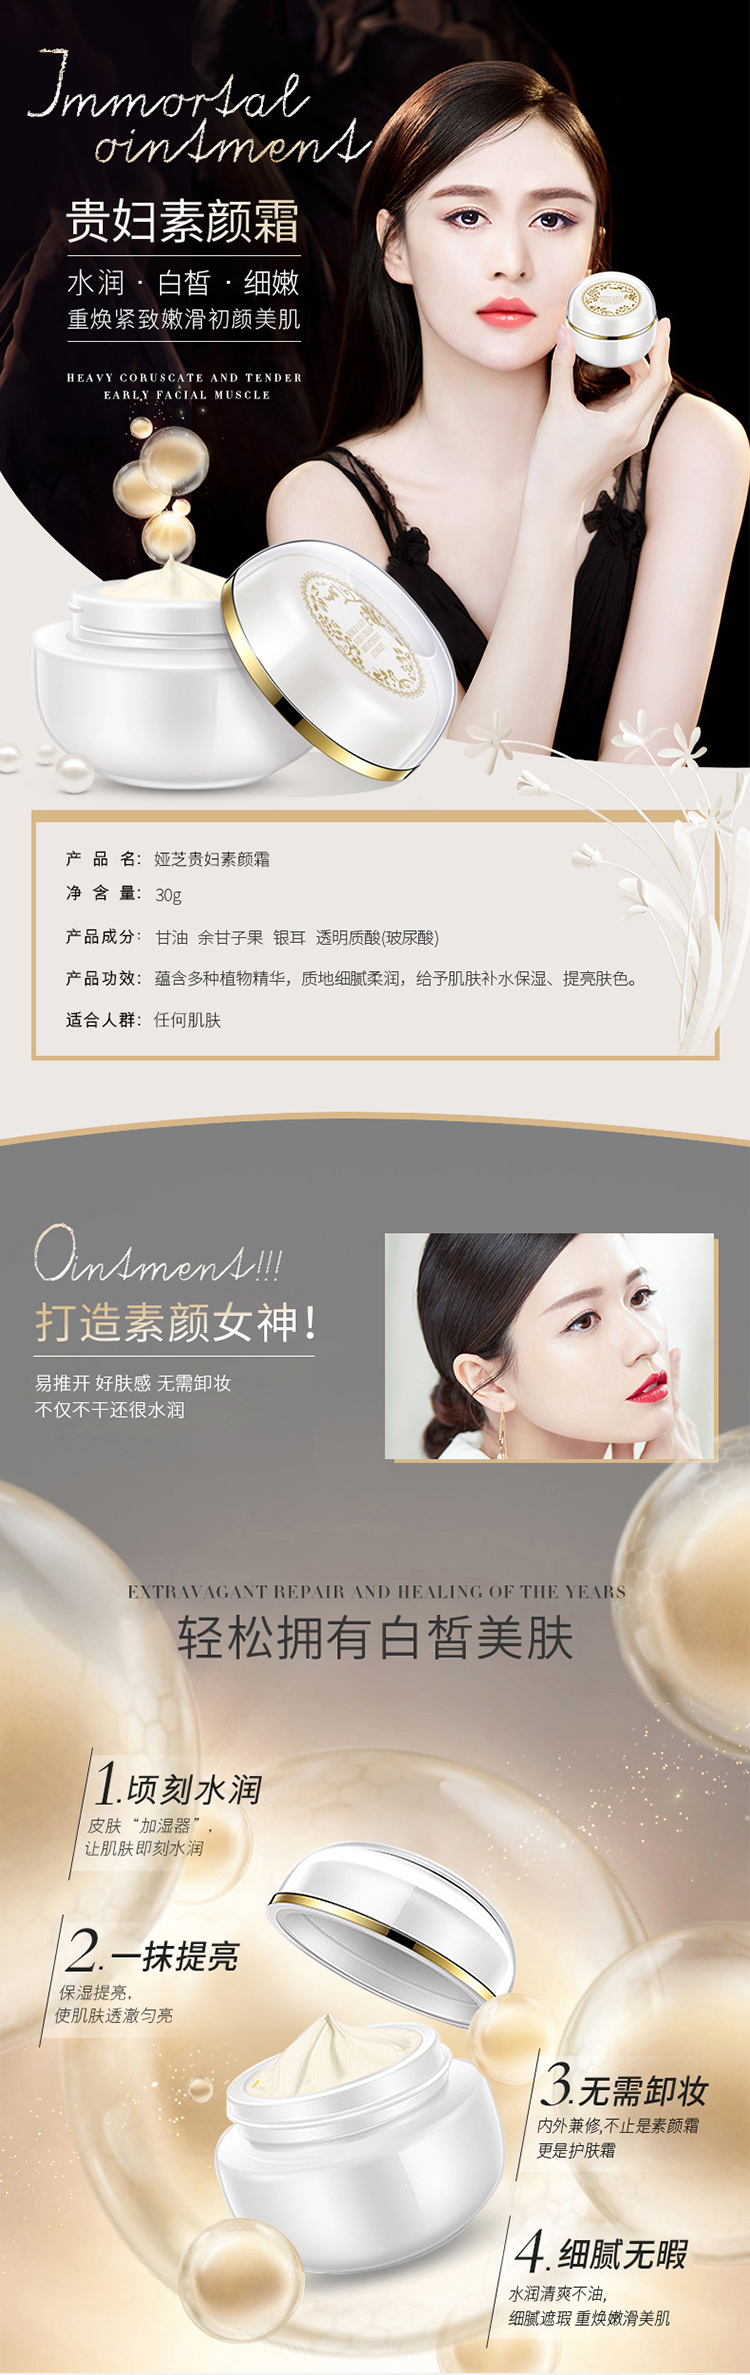 Immortal
ointment
贵妇素颜霜
水润·白皙·细嫩
重焕紧致嫩滑初颜美肌
HEAVY CORUSCATE AND TENDER
EARLY FACIAL MUSCLE
产 品 名： 娅芝贵妇素颜霜
净 含 量： 30g
产品成分： 甘油 余甘子果 银耳 透明质酸(玻尿酸)
产品功效： 蕴含多种植物精华，质地细腻柔润，给予肌肤补水保湿、提亮肤色。
适合人群： 任何肌肤
Ointment!!!
打造素颜女神！
易推开 好肤感 无需卸妆
不仅不干还很水润
EXTRAVAGANT REPAIR AND HEALING OF THE YEARS
轻松拥有白皙美肤
1.顷刻水润
皮肤“加湿器”，
让肌肤即刻水润
2.一抹提亮
保湿提亮，
使肌肤透澈匀亮
3.无需卸妆
内外兼修,不止是素颜霜
更是护肤霜
4.细腻无暇
水润清爽不油,
细腻遮瑕 重焕嫩滑美肌